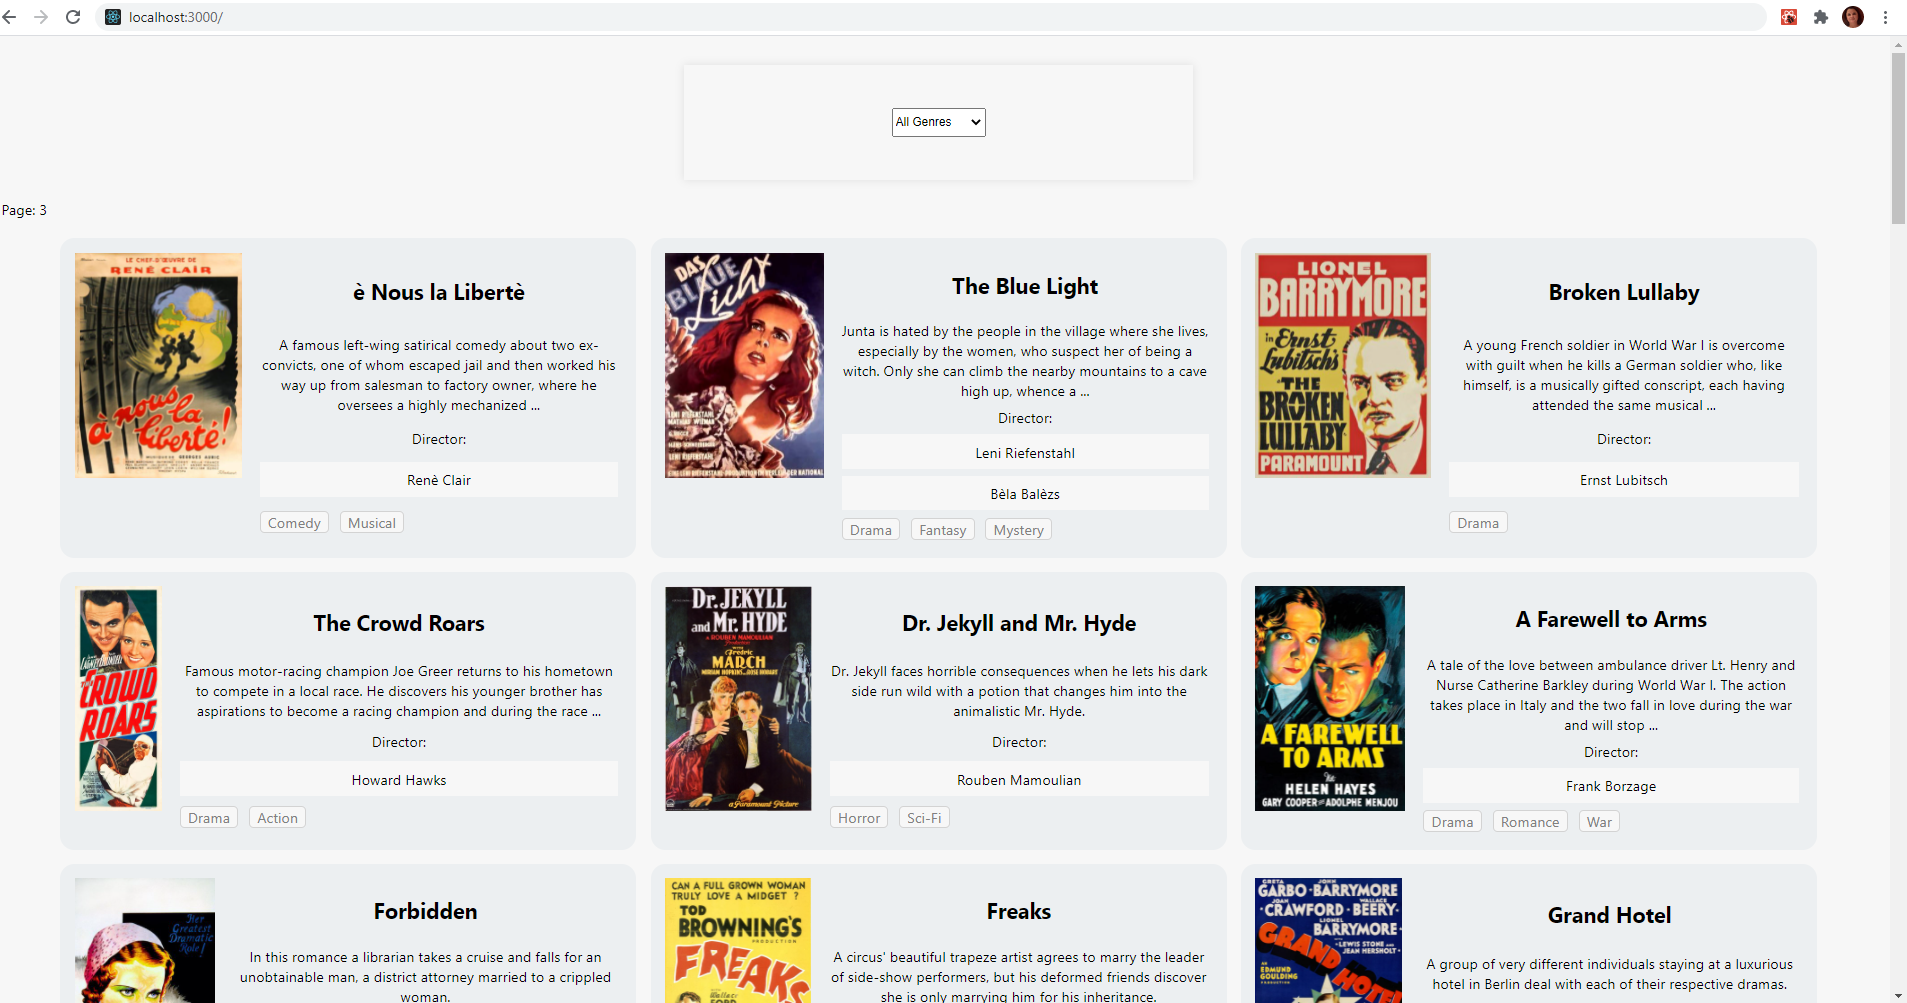 localhost:3000/
All Genres
Page: 3
LE CHEF-D'ŒUVRE DE
RENÉ CLAIR
à nous la
liberté!
è Nous la Libertè
A famous left-wing satirical comedy about two ex-
convicts, one of whom escaped jail and then worked his
way up from salesman to factory owner, where he
oversees a highly mechanized ...
Director:
Renè Clair
Comedy Musical
DAS
BLUE
Licht
The Blue Light
Junta is hated by the people in the village where she lives,
especially by the women, who suspect her of being a
witch. Only she can climb the nearby mountains to a cave
high up, whence a ...
Director:
Leni Riefenstahl
Bèla Balèzs
Drama Fantasy Mystery
LIONEL
BARRYMORE
in Ernst
Lubitsch's
THE
BROKEN
LULLABY
PARAMOUNT
Broken Lullaby
A young French soldier in World War I is overcome
with guilt when he kills a German soldier who, like
himself, is a musically gifted conscript, each having
attended the same musical ...
Director:
Ernst Lubitsch
Drama
CROWD
ROARS
The Crowd Roars
Famous motor-racing champion Joe Greer returns to his hometown
to compete in a local race. He discovers his younger brother has
aspirations to become a racing champion and during the race ...
Director:
Howard Hawks
Drama Action
Dr. JEKYLL
and Mr. HYDE
A ROUBEN MAMOULIAN
Fredric
MARCH
MIRIAM HOPKINS · ROSE HOBART
a Paramount Picture
Dr. Jekyll and Mr. Hyde
Dr. Jekyll faces horrible consequences when he lets his dark
side run wild with a potion that changes him into the
animalistic Mr. Hyde.
Director:
Rouben Mamoulian
Horror Sci-Fi
A FAREWELL
TO ARMS
HELEN HAYES
GARY COOPER ADOLPHE MENJOU
A Farewell to Arms
A tale of the love between ambulance driver Lt. Henry and
Nurse Catherine Barkley during World War I. The action
takes place in Italy and the two fall in love during the war
and will stop ...
Director:
Frank Borzage
Drama Romance War
Her
Greatest
Dramatic
Role!
Forbidden
In this romance a librarian takes a cruise and falls for an
unobtainable man, a district attorney married to a crippled
woman.
CAN A FULL GROWN WOMAN
TRULY LOVE A MIDGET ?
TOD
BROWNING'S
PRODUCTION
FREAKS
Freaks
A circus' beautiful trapeze artist agrees to marry the leader
of side-show performers, but his deformed friends discover
she is only marrying him for his inheritance.
GRETA JOHN
GARBO · BARRYMORE
JOAN WALLACE
CRAWFORD · BEERY
LIONEL
BARRYMORE
LEWIS STONE and
JEAN HERSHOLT
GRAND HOTEL
EDMUND
GOULDING
Grand Hotel
A group of very different individuals staying at a luxurious
hotel in Berlin deal with each of their respective dramas.